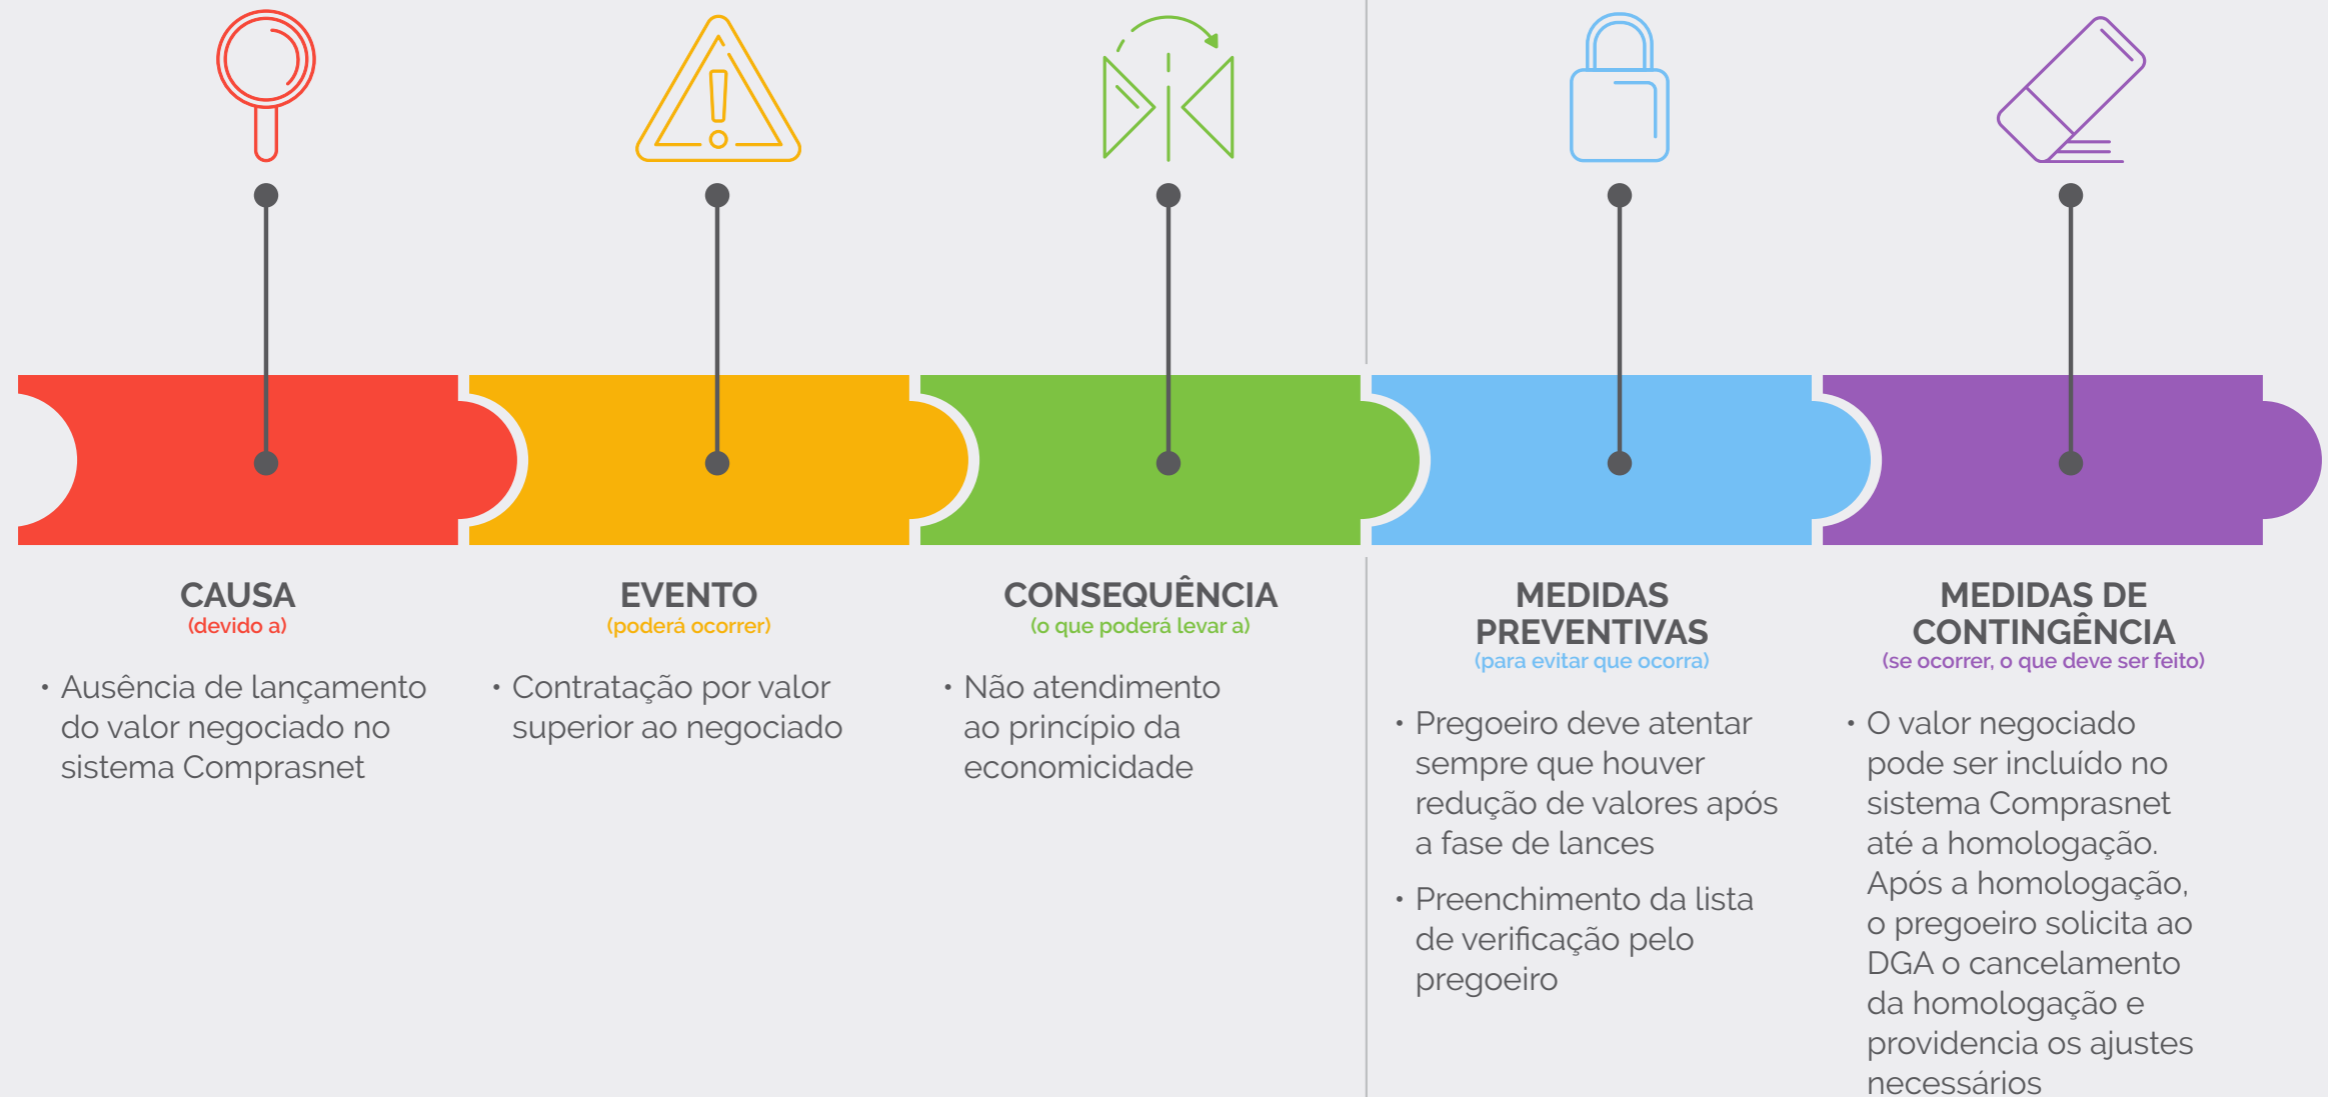 CAUSA
(devido a)
• Ausência de lançamento
do valor negociado no
sistema Comprasnet
EVENTO
(poderá ocorrer)
• Contratação por valor
superior ao negociado
CONSEQUÊNCIA
(o que poderá levar a)
• Não atendimento
ao princípio da
economicidade
MEDIDAS
PREVENTIVAS
(para evitar que ocorra)
• Pregoeiro deve atentar
sempre que houver
redução de valores após
a fase de lances
• Preenchimento da lista
de verificação pelo
pregoeiro
MEDIDAS DE
CONTINGÊNCIA
(se ocorrer, o que deve ser feito)
• O valor negociado
pode ser incluído no
sistema Comprasnet
até a homologação.
Após a homologação,
o pregoeiro solicita ao
DGA o cancelamento
da homologação e
providencia os ajustes
necessários